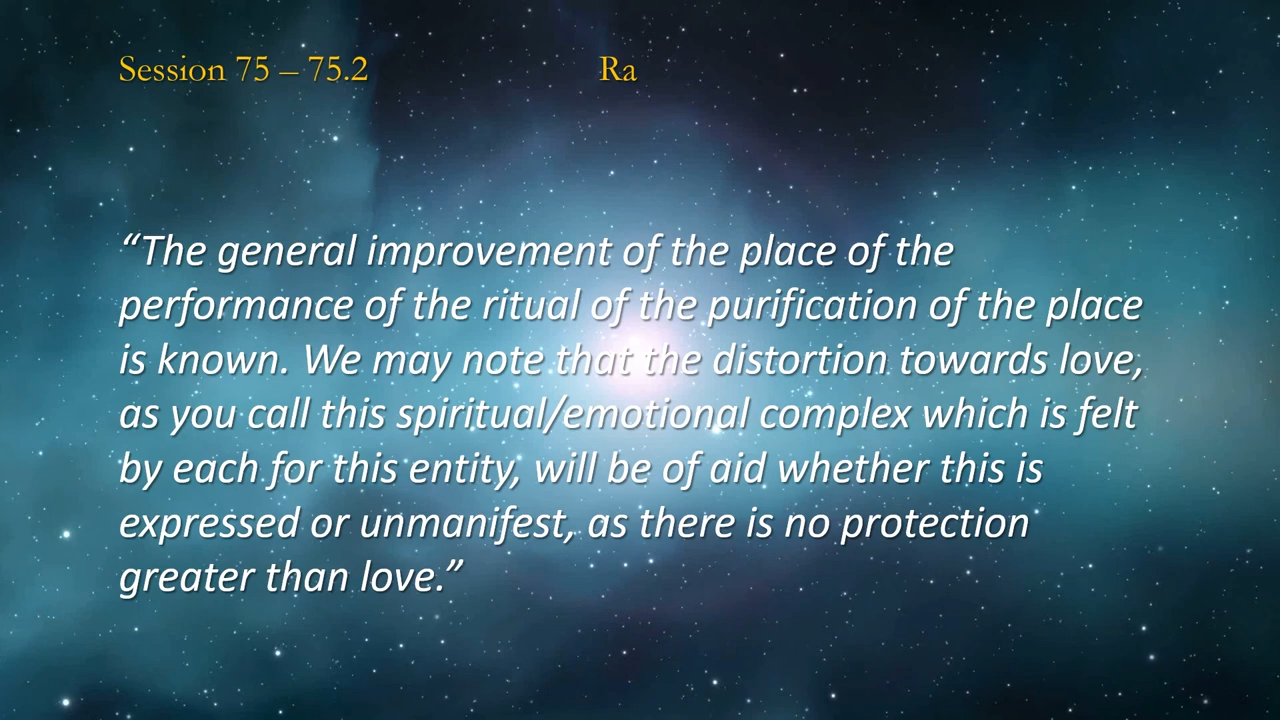 Session 75 – 75.2 Ra
“The general improvement of the place of the
performance of the ritual of the purification of the place
is known. We may note that the distortion towards love,
as you call this spiritual/emotional complex which is felt
by each for this entity, will be of aid whether this is
expressed or unmanifest, as there is no protection
greater than love.”